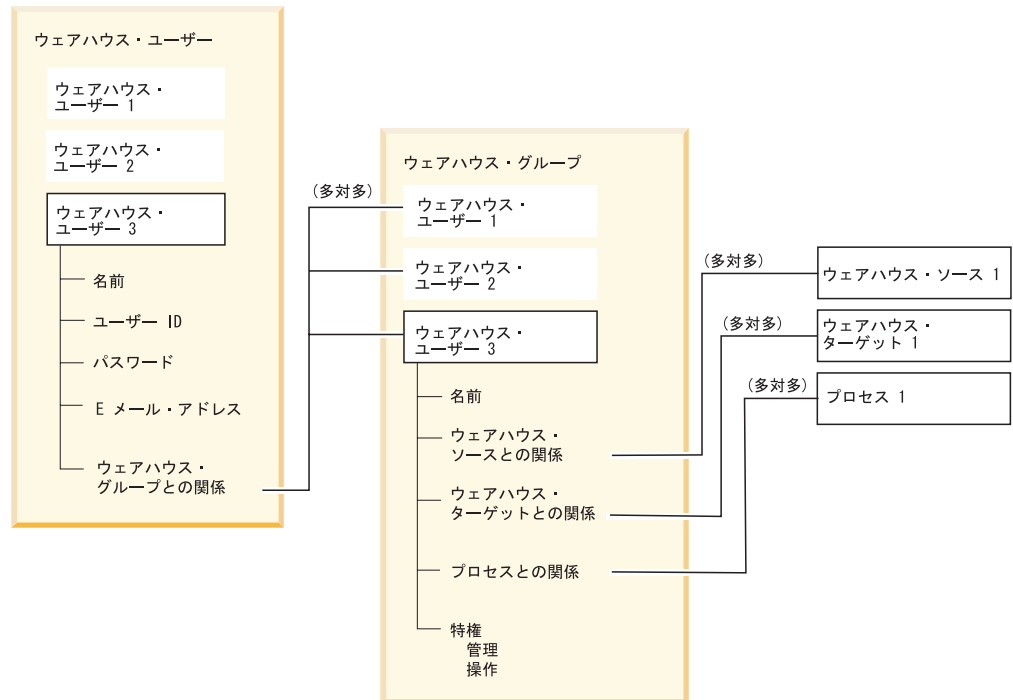 ウェアハウス・ユーザー
ウェアハウス・
ユーザー 1
ウェアハウス・
ユーザー 2
ウェアハウス・
ユーザー 3
名前
ユーザー ID
パスワード
E メール・アドレス
ウェアハウス・
グループとの関係
(多対多)
ウェアハウス・グループ
ウェアハウス・
ユーザー 1
ウェアハウス・
ユーザー 2
ウェアハウス・
ユーザー 3
名前
ウェアハウス・
ソースとの関係
ウェアハウス・
ターゲットとの関係
プロセスとの関係
特権
管理
操作
(多対多)
ウェアハウス・ソース 1
(多対多)
ウェアハウス・
ターゲット 1
(多対多)
プロセス 1